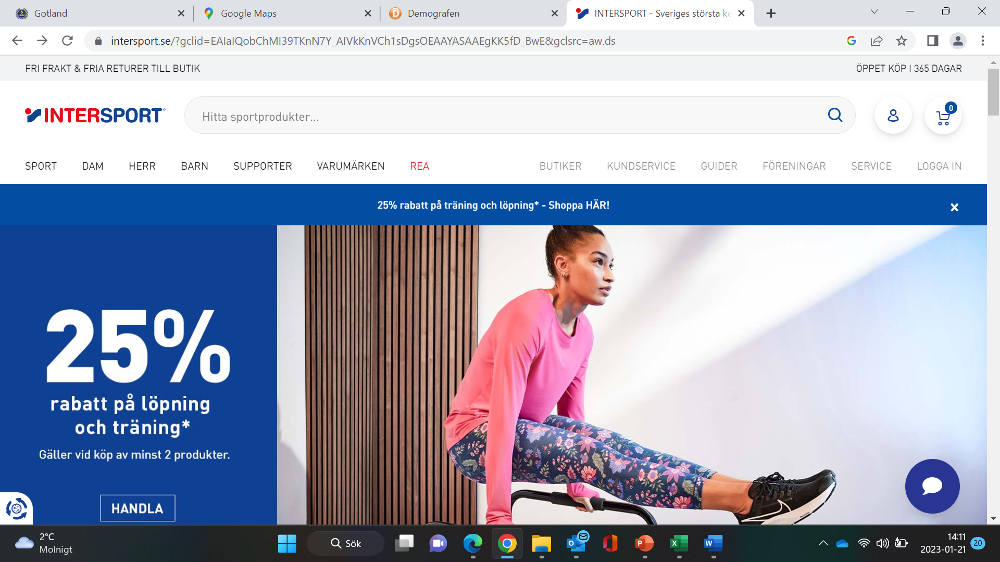 Gotland
Google Maps
Demografen
INTERSPORT - Sveriges största ke
intersport.se/?gclid=EAIaIQobChMI39TKnN7Y_AIVkKnVCh1sDgsOEAAYASAAEgKK5fD_BwE&gclsrc=aw.ds
FRI FRAKT & FRIA RETURER TILL BUTIK
ÖPPET KÖP I 365 DAGAR
INTERSPORT
Hitta sportprodukter...
0
SPORT DAM HERR BARN SUPPORTER VARUMÄRKEN REA
BUTIKER KUNDSERVICE GUIDER FÖRENINGAR SERVICE LOGGA IN
25% rabatt på träning och löpning* - Shoppa HÄR!
25%
rabatt på löpning
och träning*
Gäller vid köp av minst 2 produkter.
HANDLA
2°C
Molnigt
Sök
14:11
2023-01-21
20